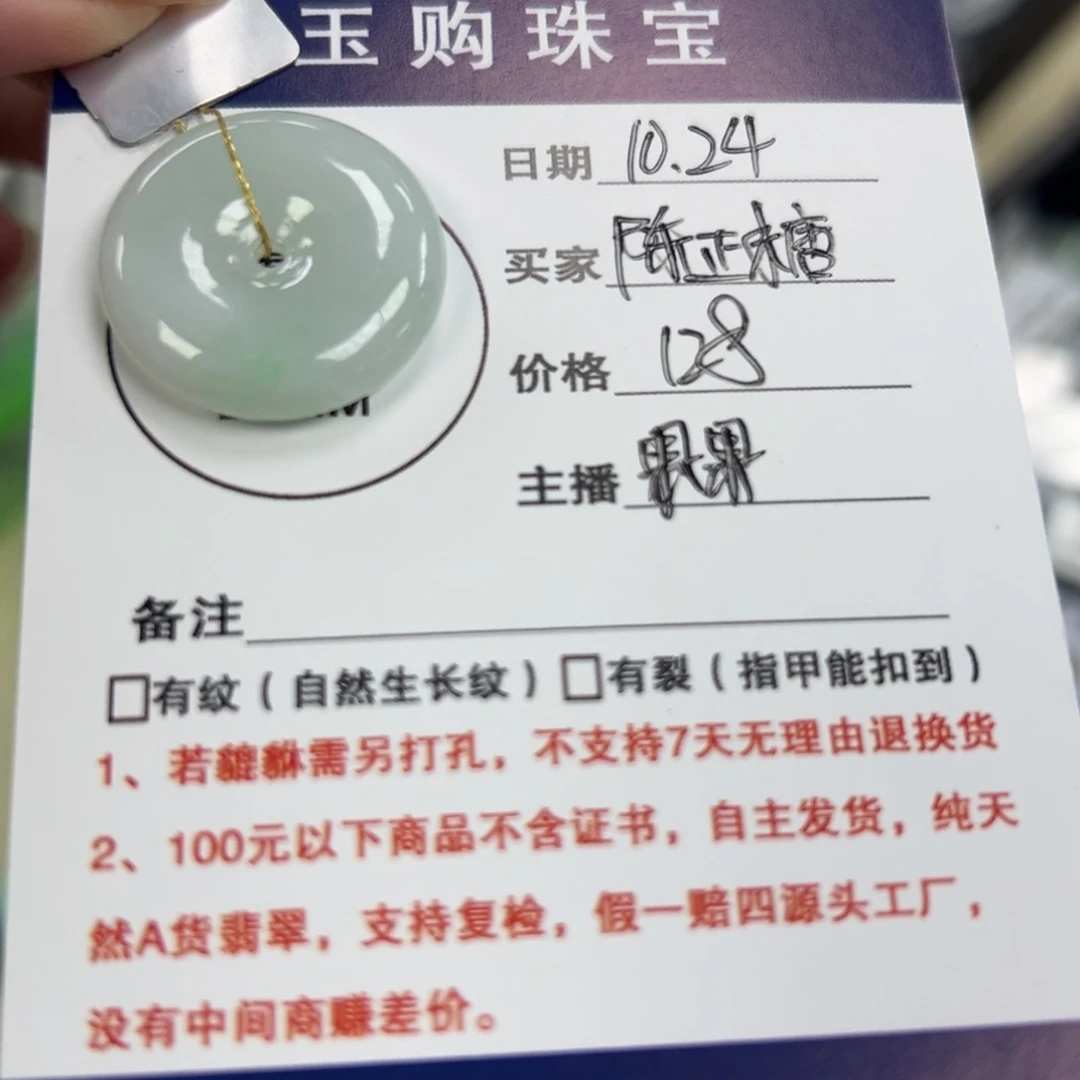 玉购珠宝
日期 10.24
买家 陈正米糖
价格 128
主播 果果
备注
□有纹（自然生长纹）□有裂（指甲能扣到）
1、若貔貅需另打孔，不支持7天无理由退换货
2、100元以下商品不含证书，自主发货，纯天
然A货翡翠，支持复检，假一赔四源头工厂，
没有中间商赚差价。